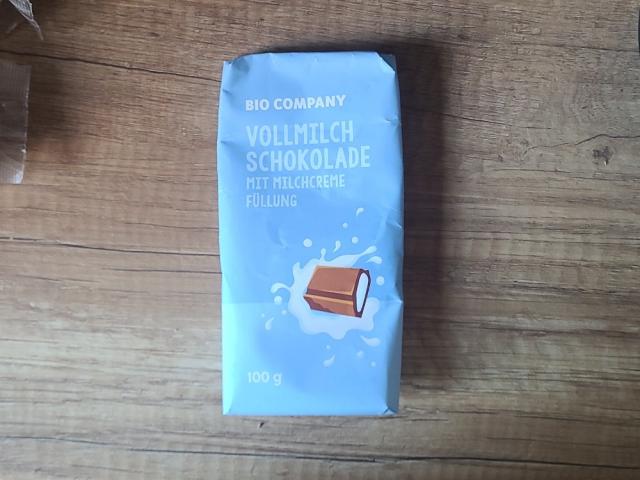 BIO COMPANY
VOLLMILCH
SCHOKOLADE
MIT MILCHCREME
FÜLLUNG
100 g